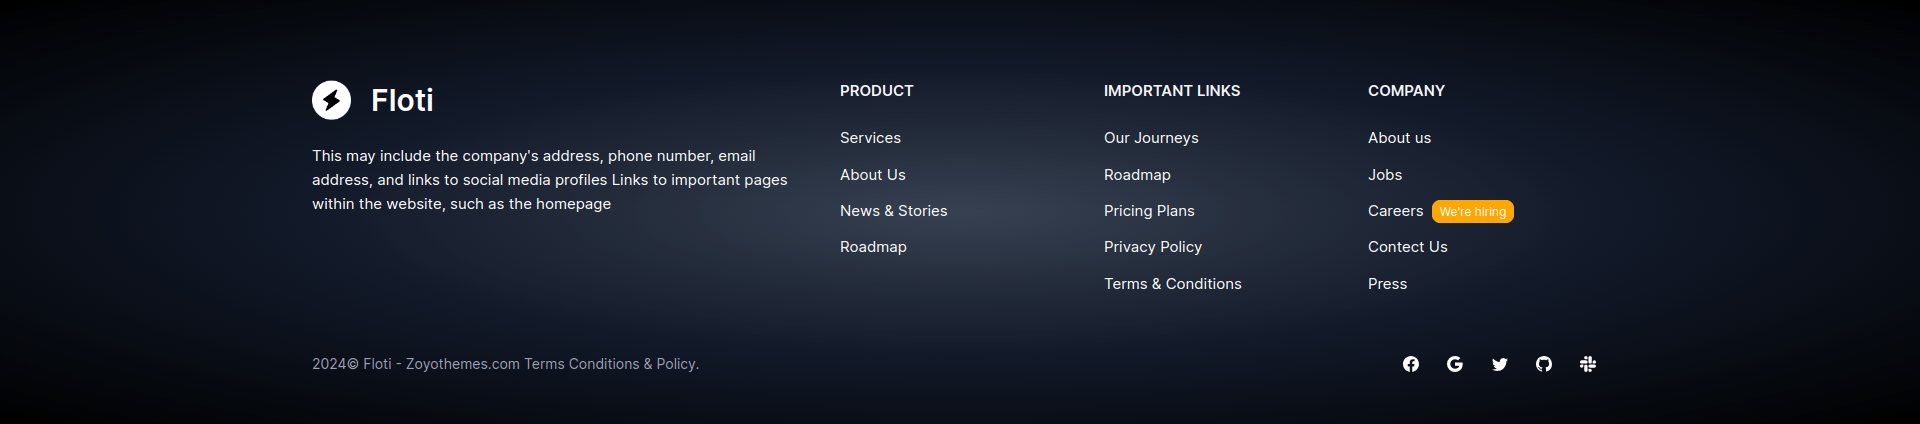 Floti
This may include the company's address, phone number, email
address, and links to social media profiles Links to important pages
within the website, such as the homepage
PRODUCT
Services
About Us
News & Stories
Roadmap
IMPORTANT LINKS
Our Journeys
Roadmap
Pricing Plans
Privacy Policy
Terms & Conditions
COMPANY
About us
Jobs
Careers We're hiring
Contect Us
Press
2024© Floti - Zoyothemes.com Terms Conditions & Policy.